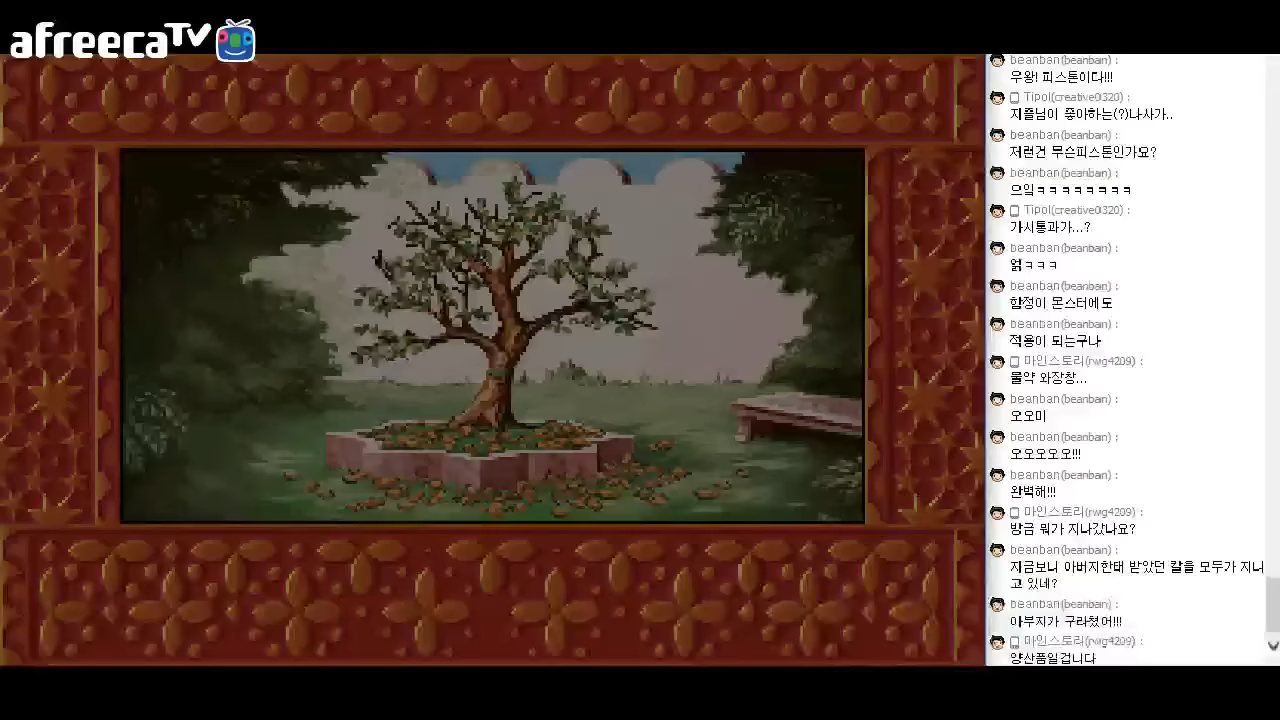 afreecaTV
beanban(beanban) :
우왕! 피스톤이다!!!
Tipol(creative0320) :
지플님이 좋아하는(?)나사가..
beanban(beanban) :
저런건 무슨피스톤인가요?
beanban(beanban) :
으잌ㅋㅋㅋㅋㅋㅋㅋㅋ
Tipol(creative0320) :
가시통과가...?
beanban(beanban) :
앍ㅋㅋㅋ
beanban(beanban) :
함정이 몬스터에도
beanban(beanban) :
적용이 되는구나
마인스토리(rwg4209) :
물약 와장창...
beanban(beanban) :
오오미
beanban(beanban) :
오오오오오!!!
beanban(beanban) :
완벽해!!!
마인스토리(rwg4209) :
방금 뭐가 지나갔나요?
beanban(beanban) :
지금보니 아버지한태 받았던 칼을 모두가 지니
고 있네?
beanban(beanban) :
아부지가 구라쳤어!!!
마인스토리(rwg4209) :
양산품일겁니다